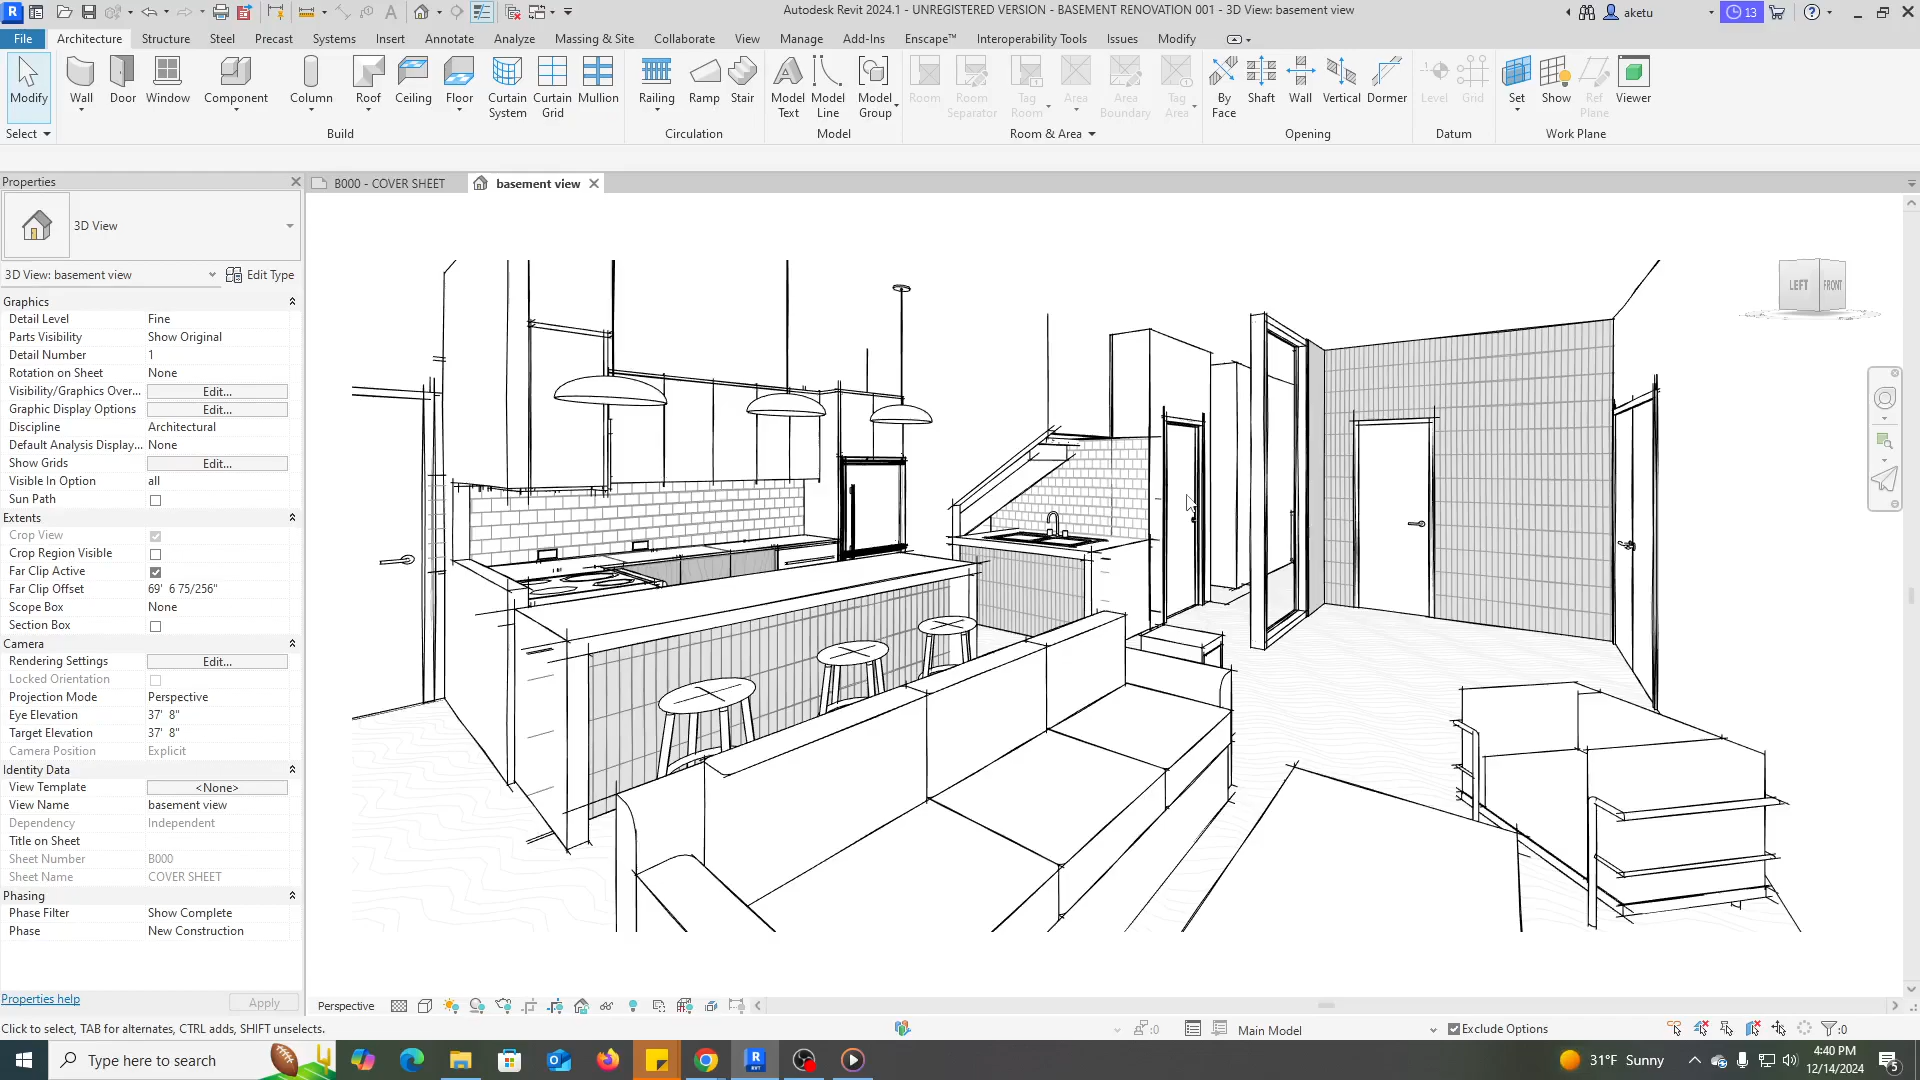 Autodesk Revit 2024.1 - UNREGISTERED VERSION - BASEMENT RENOVATION 001 - 3D View: basement view
aketu
13
File Architecture Structure Steel Precast Systems Insert Annotate Analyze Massing & Site Collaborate View Manage Add-Ins Enscape™ Interoperability Tools Issues Modify
Modify Wall Door Window Component Column Roof Ceiling Floor Curtain System Curtain Grid Mullion Railing Ramp Stair Model Text Model Line Model Group Room Room Separator Tag Room Area Area Boundary Tag Area By Face Shaft Wall Vertical Dormer Level Grid Set Show Ref Plane Viewer
Select Build Circulation Model Room & Area Opening Datum Work Plane
Properties
B000 - COVER SHEET
basement view
3D View
3D View: basement view Edit Type
Graphics
Detail Level Fine
Parts Visibility Show Original
Detail Number 1
Rotation on Sheet None
Visibility/Graphics Over... Edit...
Graphic Display Options Edit...
Discipline Architectural
Default Analysis Display... None
Show Grids Edit...
Visible In Option all
Sun Path
Extents
Crop View
Crop Region Visible
Far Clip Active
Far Clip Offset 69' 6 75/256"
Scope Box None
Section Box
Camera
Rendering Settings Edit...
Locked Orientation
Projection Mode Perspective
Eye Elevation 37' 8"
Target Elevation 37' 8"
Camera Position Explicit
Identity Data
View Template <None>
View Name basement view
Dependency Independent
Title on Sheet
Sheet Number B000
Sheet Name COVER SHEET
Phasing
Phase Filter Show Complete
Phase New Construction
Properties help Apply
LEFT FRONT
Perspective
Click to select, TAB for alternates, CTRL adds, SHIFT unselects.
:0
Main Model
Exclude Options
:0
Type here to search
31°F Sunny
4:40 PM
12/14/2024
5